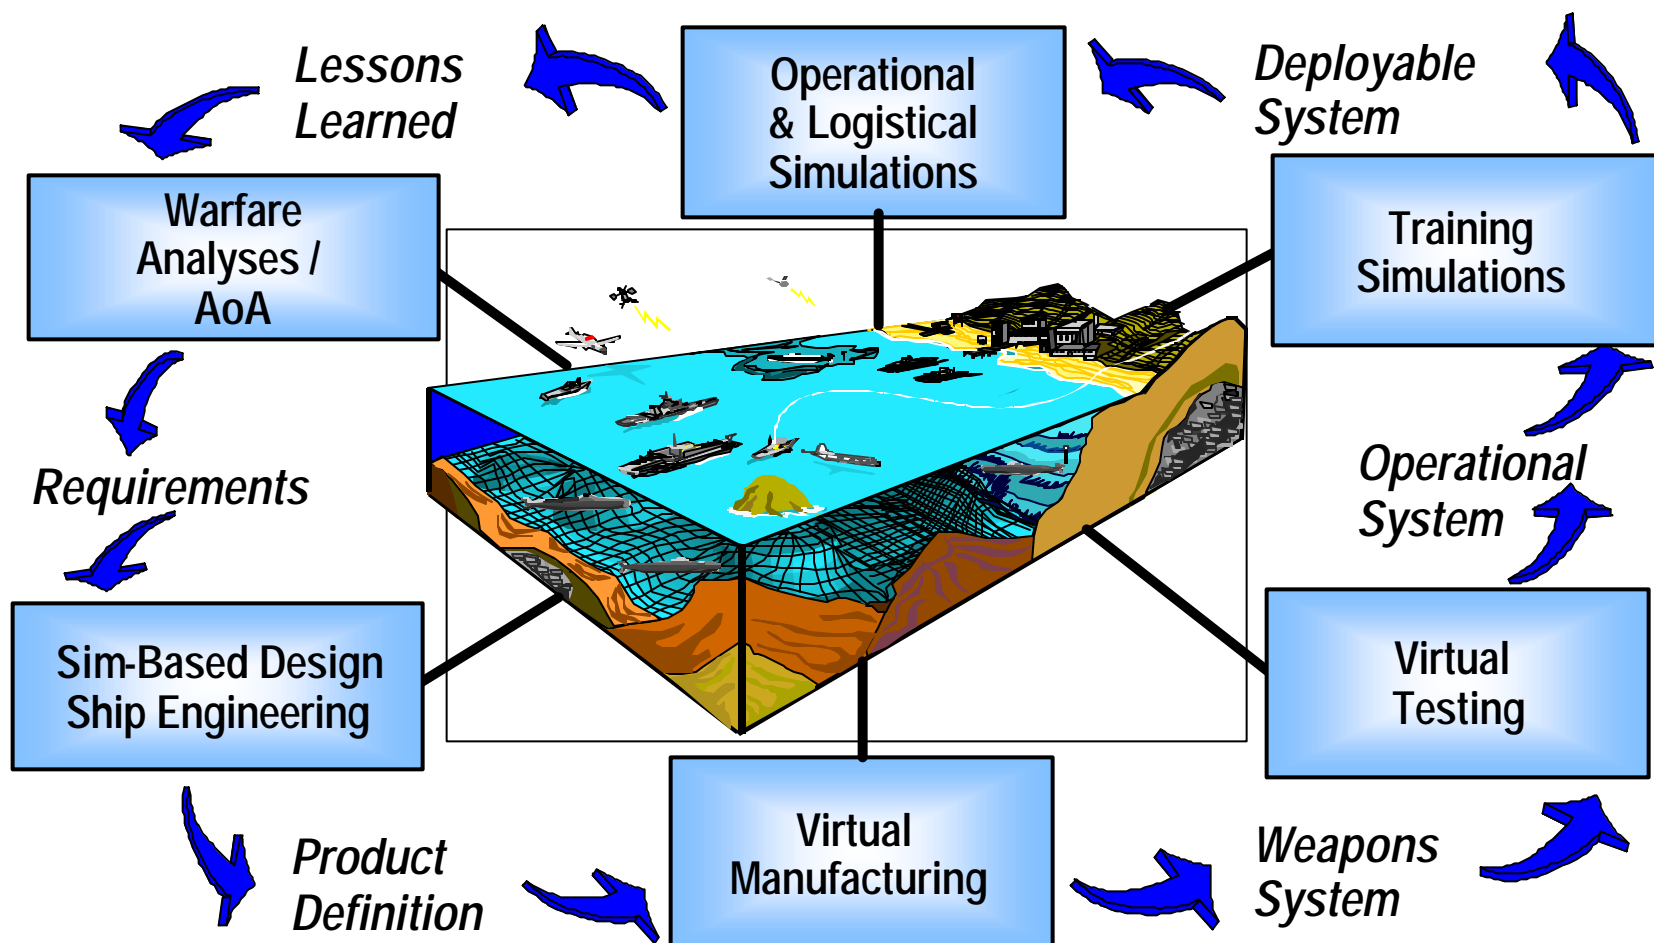 Lessons
Learned
Operational
& Logistical
Simulations
Deployable
System
Warfare
Analyses /
AoA
Training
Simulations
Requirements
Operational
System
Sim-Based Design
Ship Engineering
Virtual
Testing
Product
Definition
Virtual
Manufacturing
Weapons
System